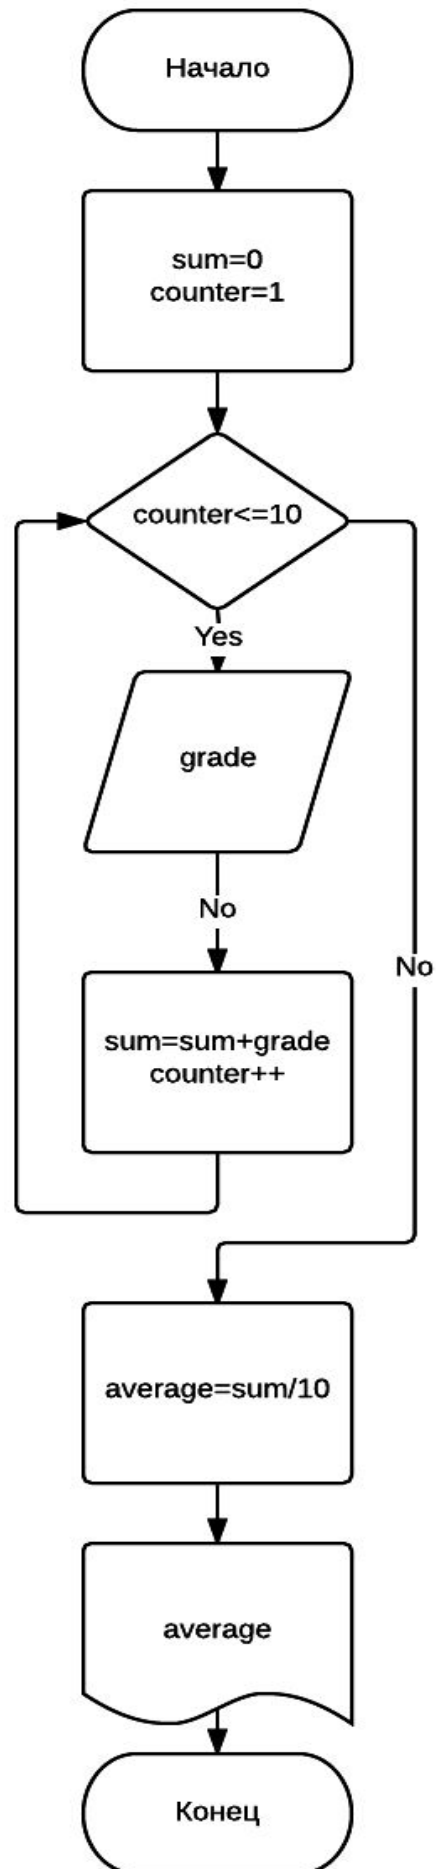 Начало
sum=0
counter=1
counter<=10
Yes
grade
No
No
sum=sum+grade
counter++
average=sum/10
average
Конец